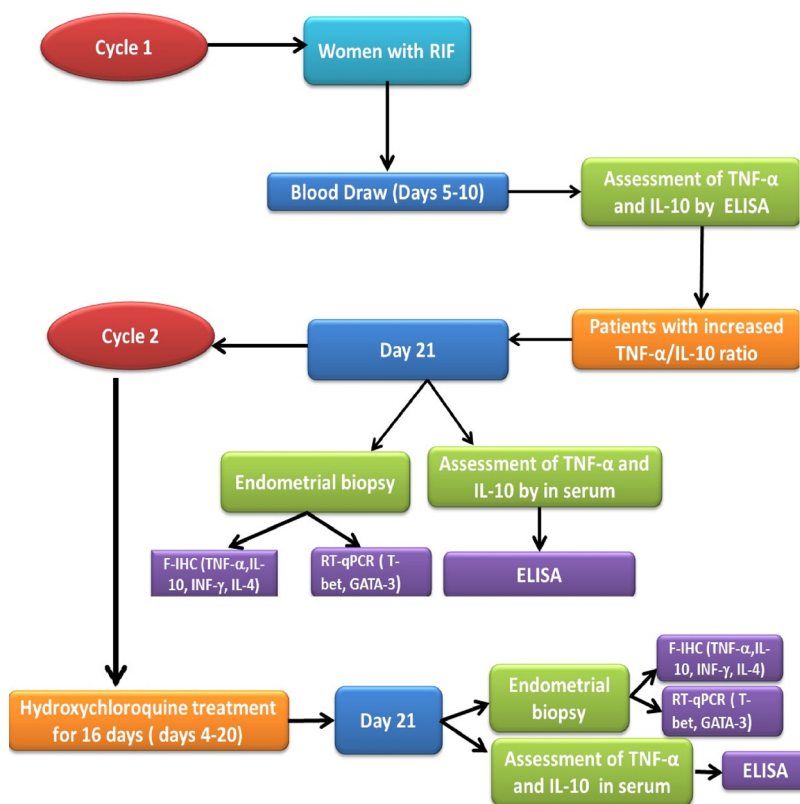 Cycle 1
Women with RIF
Blood Draw (Days 5-10)
Assessment of TNF-α
and IL-10 by ELISA
Patients with increased
TNF-α/IL-10 ratio
Day 21
Cycle 2
Endometrial biopsy
Assessment of TNF-α and
IL-10 by in serum
F-IHC (TNF-α,IL-
10, INF-γ, IL-4)
RT-qPCR ( T-
bet, GATA-3)
ELISA
Hydroxychloroquine treatment
for 16 days ( days 4-20)
Day 21
Endometrial
biopsy
F-IHC (TNF-α,IL-
10, INF-γ, IL-4)
RT-qPCR ( T-
bet, GATA-3)
Assessment of TNF-α
and IL-10 in serum
ELISA